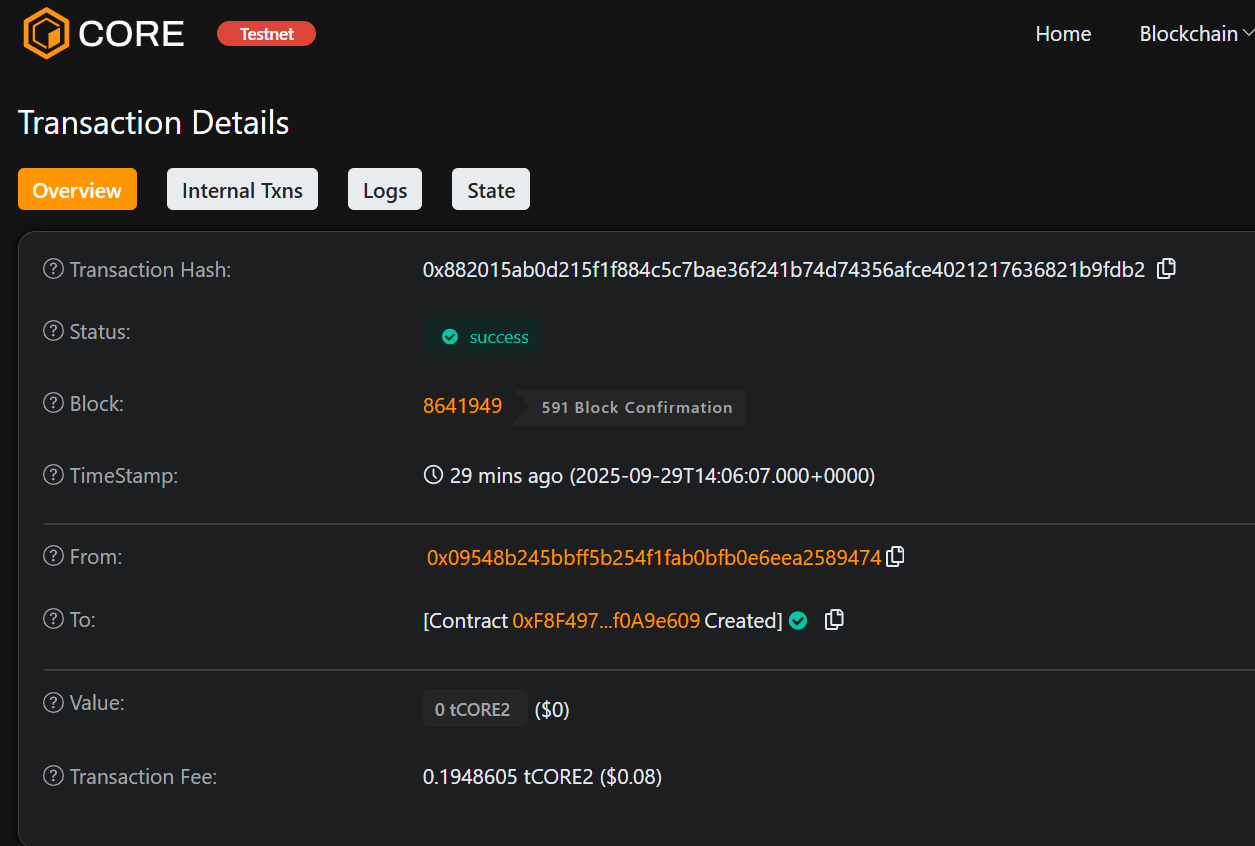 CORE Testnet Home Blockchain
Transaction Details
Overview Internal Txns Logs State
Transaction Hash: 0x882015ab0d215f1f884c5c7bae36f241b74d74356afce4021217636821b9fdb2
Status: success
Block: 8641949 591 Block Confirmation
TimeStamp: 29 mins ago (2025-09-29T14:06:07.000+0000)
From: 0x09548b245bbff5b254f1fab0bfb0e6eea2589474
To: [Contract 0xF8F497...f0A9e609 Created]
Value: 0 tCORE2 ($0)
Transaction Fee: 0.1948605 tCORE2 ($0.08)